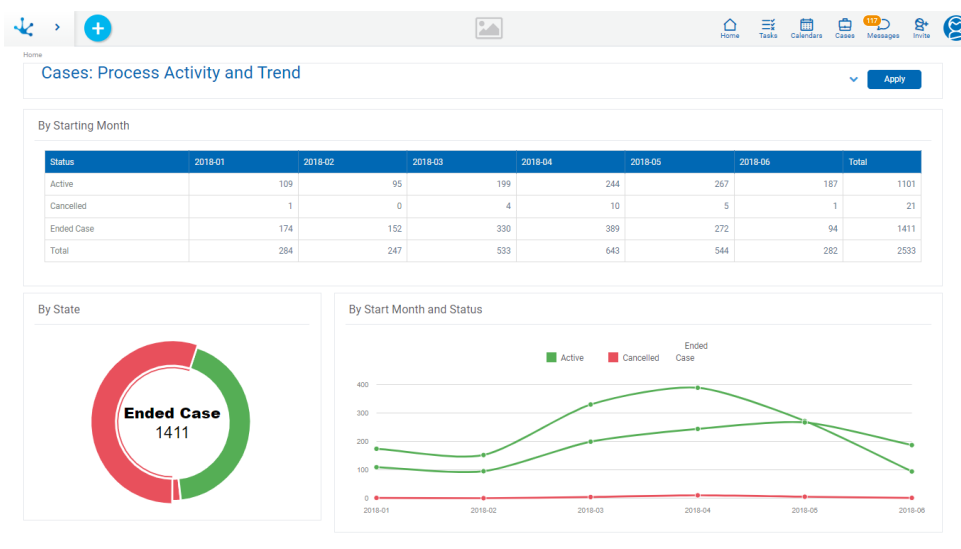 Home Tasks Calendars Cases 117 Messages Invite
Home
Cases: Process Activity and Trend
Apply
By Starting Month
Status 2018-01 2018-02 2018-03 2018-04 2018-05 2018-06 Total
Active 109 95 199 244 267 187 1101
Cancelled 1 0 4 10 5 1 21
Ended Case 174 152 330 389 272 94 1411
Total 284 247 533 643 544 282 2533
By State
Ended Case
1411
By Start Month and Status
Active Cancelled Ended Case
400
300
200
100
0
2018-01 2018-02 2018-03 2018-04 2018-05 2018-06